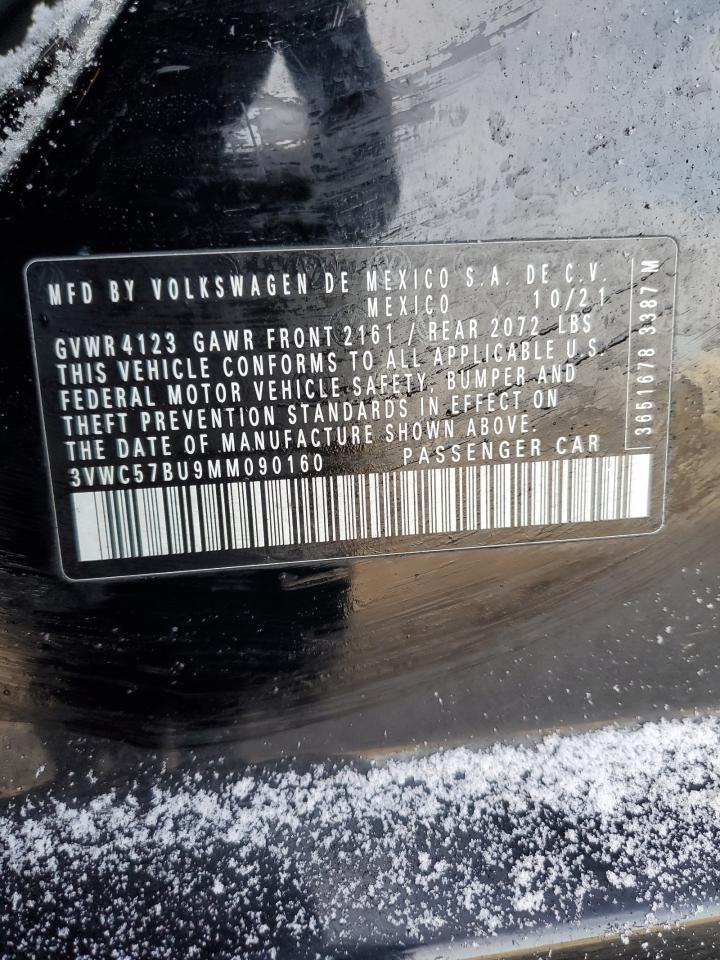 MFD BY VOLKSWAGEN DE MEXICO S.A. DE C.V.
MEXICO 10/21
GVWR 4123 GAWR FRONT 2161 / REAR 2072 LBS
THIS VEHICLE CONFORMS TO ALL APPLICABLE U.S.
FEDERAL MOTOR VEHICLE SAFETY, BUMPER AND
THEFT PREVENTION STANDARDS IN EFFECT ON
THE DATE OF MANUFACTURE SHOWN ABOVE.
3VWC57BU9MM090160 PASSENGER CAR
3651678 3387 M